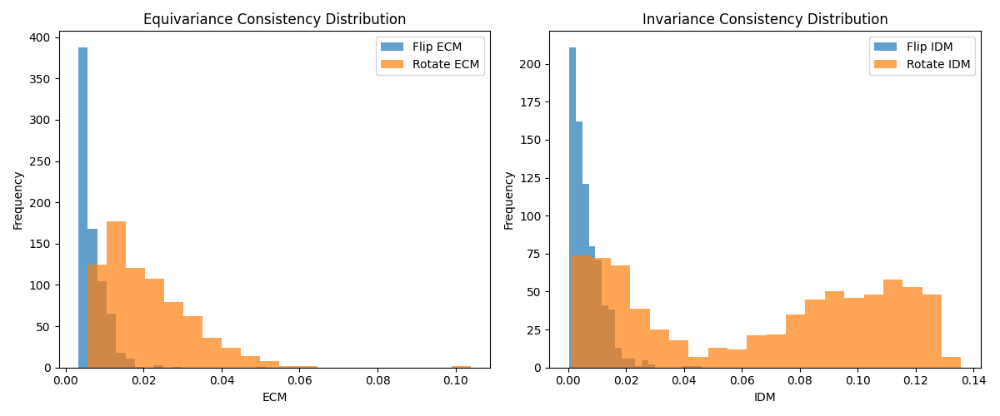 Equivariance Consistency Distribution
Flip ECM
Rotate ECM
Frequency
400
350
300
250
200
150
100
50
0
0.00 0.02 0.04 0.06 0.08 0.10
ECM
Invariance Consistency Distribution
Flip IDM
Rotate IDM
Frequency
200
175
150
125
100
75
50
25
0
0.00 0.02 0.04 0.06 0.08 0.10 0.12 0.14
IDM